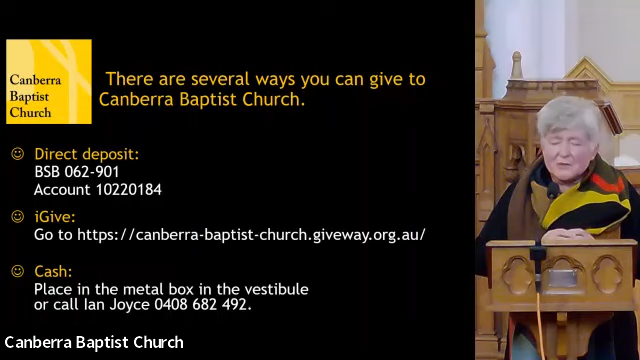 Canberra
Baptist
Church
There are several ways you can give to
Canberra Baptist Church.
Direct deposit:
BSB 062-901
Account 10220184
iGive:
Go to https://canberra-baptist-church.giveway.org.au/
Cash:
Place in the metal box in the vestibule
or call Ian Joyce 0408 682 492.
Canberra Baptist Church